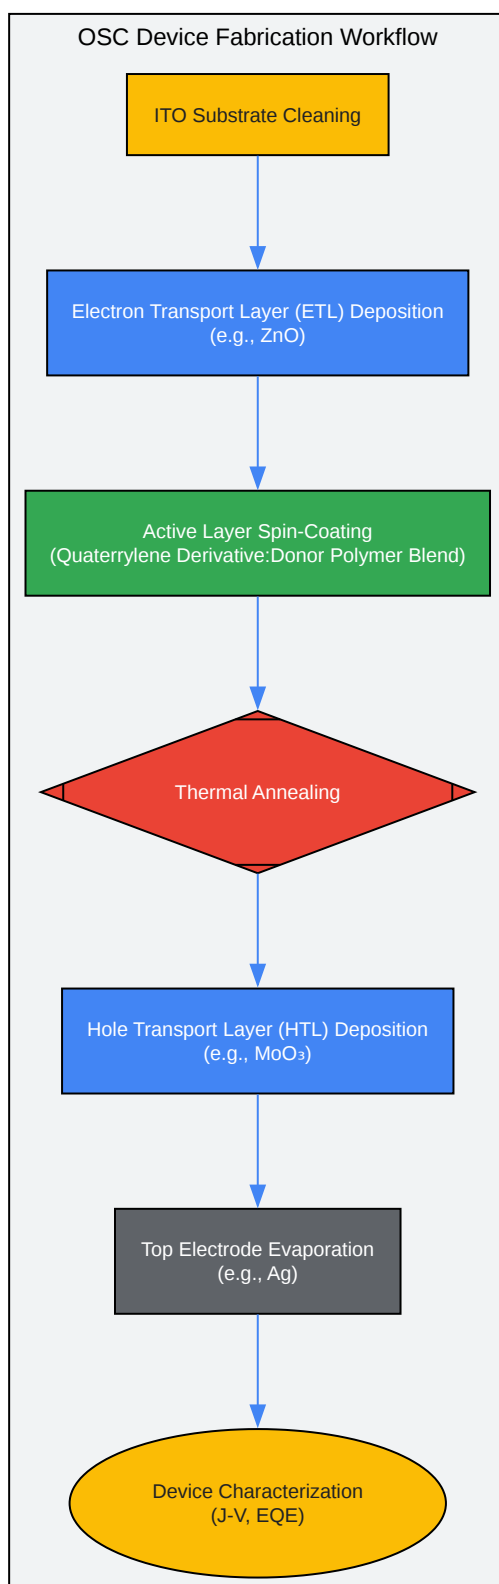 OSC Device Fabrication Workflow
ITO Substrate Cleaning
Electron Transport Layer (ETL) Deposition
(e.g., ZnO)
Active Layer Spin-Coating
(Quaterrylene Derivative:Donor Polymer Blend)
Thermal Annealing
Hole Transport Layer (HTL) Deposition
(e.g., MoO₃)
Top Electrode Evaporation
(e.g., Ag)
Device Characterization
(J-V, EQE)